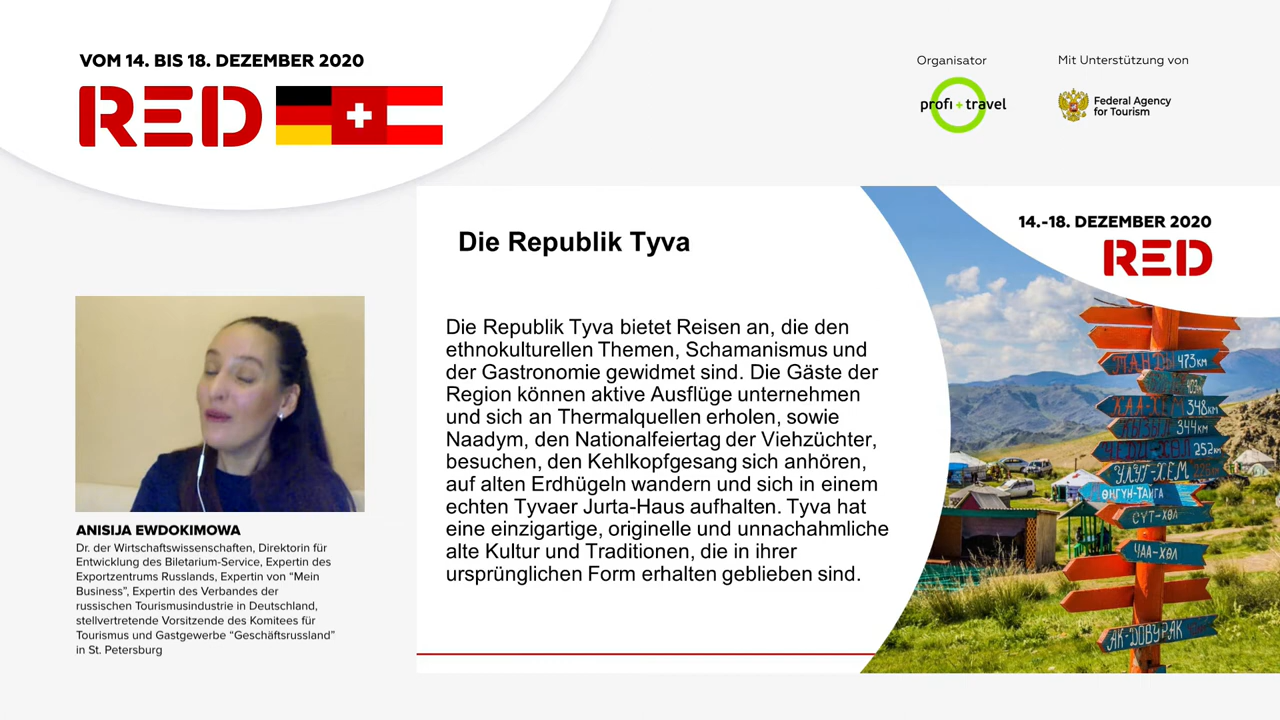 VOM 14. BIS 18. DEZEMBER 2020
RED
Organisator
profi+travel
Mit Unterstützung von
Federal Agency
for Tourism
Die Republik Tyva
Die Republik Tyva bietet Reisen an, die den
ethnokulturellen Themen, Schamanismus und
der Gastronomie gewidmet sind. Die Gäste der
Region können aktive Ausflüge unternehmen
und sich an Thermalquellen erholen, sowie
Naadym, den Nationalfeiertag der Viehzüchter,
besuchen, den Kehlkopfgesang sich anhören,
auf alten Erdhügeln wandern und sich in einem
echten Tyvaer Jurta-Haus aufhalten. Tyva hat
eine einzigartige, originelle und unnachahmliche
alte Kultur und Traditionen, die in ihrer
ursprünglichen Form erhalten geblieben sind.
14.-18. DEZEMBER 2020
RED
ТАНДЫ 473КМ
КАА-ХЕМ 348КМ
КЫЗЫЛ 344КМ
252КМ
УЛУГ-ХЕМ
ӨНГҮН-ТАЙГА
СҮТ-ХӨЛ
ЧАА-ХӨЛ
АК-ДОВУРАК
ANISIJA EWDOKIMOWA
Dr. der Wirtschaftswissenschaften, Direktorin für
Entwicklung des Biletarium-Service, Expertin des
Exportzentrums Russlands, Expertin von “Mein
Business”, Expertin des Verbandes der
russischen Tourismusindustrie in Deutschland,
stellvertretende Vorsitzende des Komitees für
Tourismus und Gastgewerbe “Geschäftsrussland”
in St. Petersburg